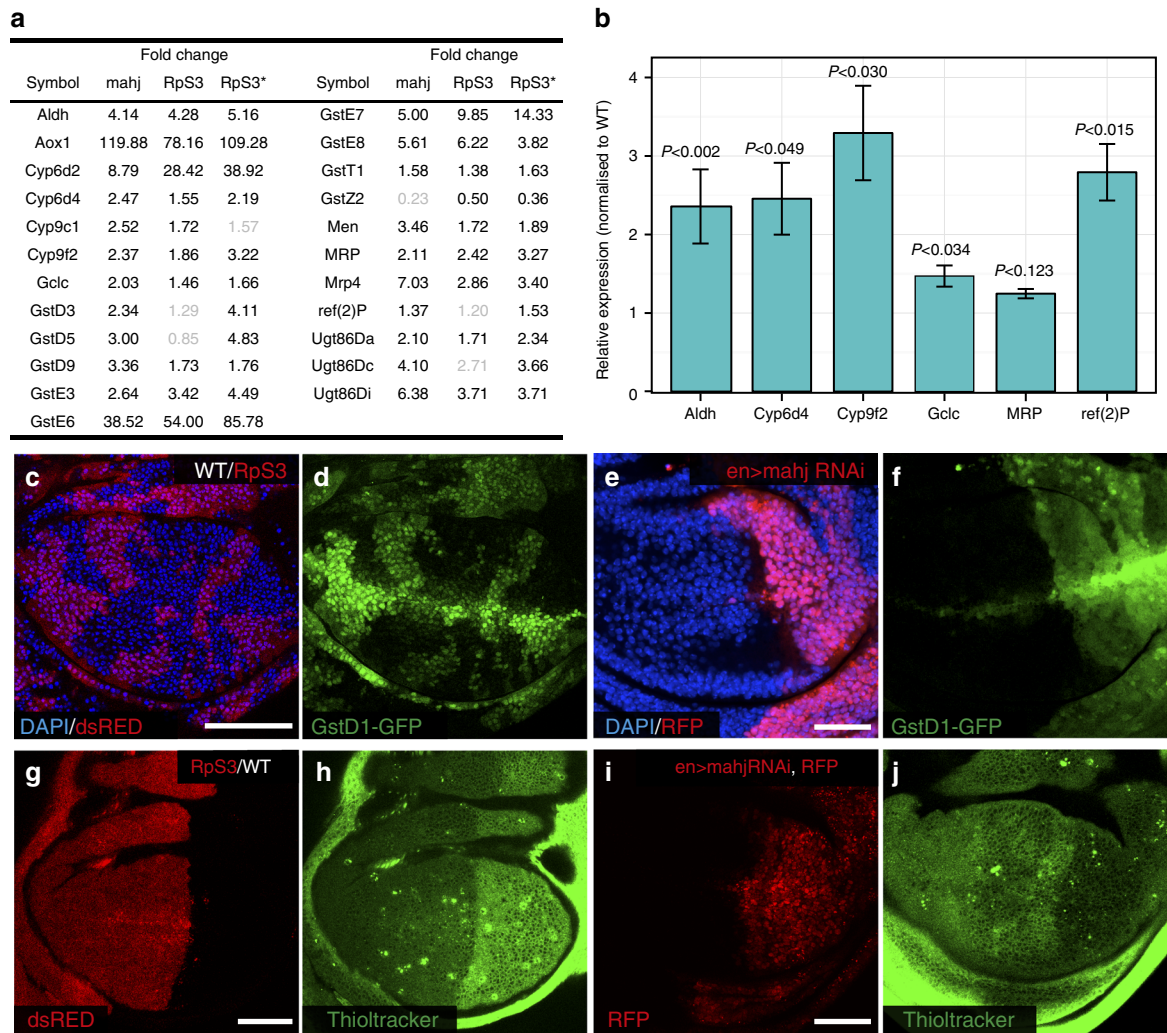 a
Fold change Fold change
Symbol mahj RpS3 RpS3* Symbol mahj RpS3 RpS3*
Aldh 4.14 4.28 5.16 GstE7 5.00 9.85 14.33
Aox1 119.88 78.16 109.28 GstE8 5.61 6.22 3.82
Cyp6d2 8.79 28.42 38.92 GstT1 1.58 1.38 1.63
Cyp6d4 2.47 1.55 2.19 GstZ2 0.23 0.50 0.36
Cyp9c1 2.52 1.72 1.57 Men 3.46 1.72 1.89
Cyp9f2 2.37 1.86 3.22 MRP 2.11 2.42 3.27
Gclc 2.03 1.46 1.66 Mrp4 7.03 2.86 3.40
GstD3 2.34 1.29 4.11 ref(2)P 1.37 1.20 1.53
GstD5 3.00 0.85 4.83 Ugt86Da 2.10 1.71 2.34
GstD9 3.36 1.73 1.76 Ugt86Dc 4.10 2.71 3.66
GstE3 2.64 3.42 4.49 Ugt86Di 6.38 3.71 3.71
GstE6 38.52 54.00 85.78
b
Relative expression (normalised to WT)
4
3
2
1
0
P<0.002
P<0.049
P<0.030
P<0.034
P<0.123
P<0.015
Aldh Cyp6d4 Cyp9f2 Gclc MRP ref(2)P
c
WT/RpS3
DAPI/dsRED
d
GstD1-GFP
e
en>mahj RNAi
DAPI/RFP
f
GstD1-GFP
g
RpS3/WT
dsRED
h
Thioltracker
i
en>mahjRNAi, RFP
RFP
j
Thioltracker